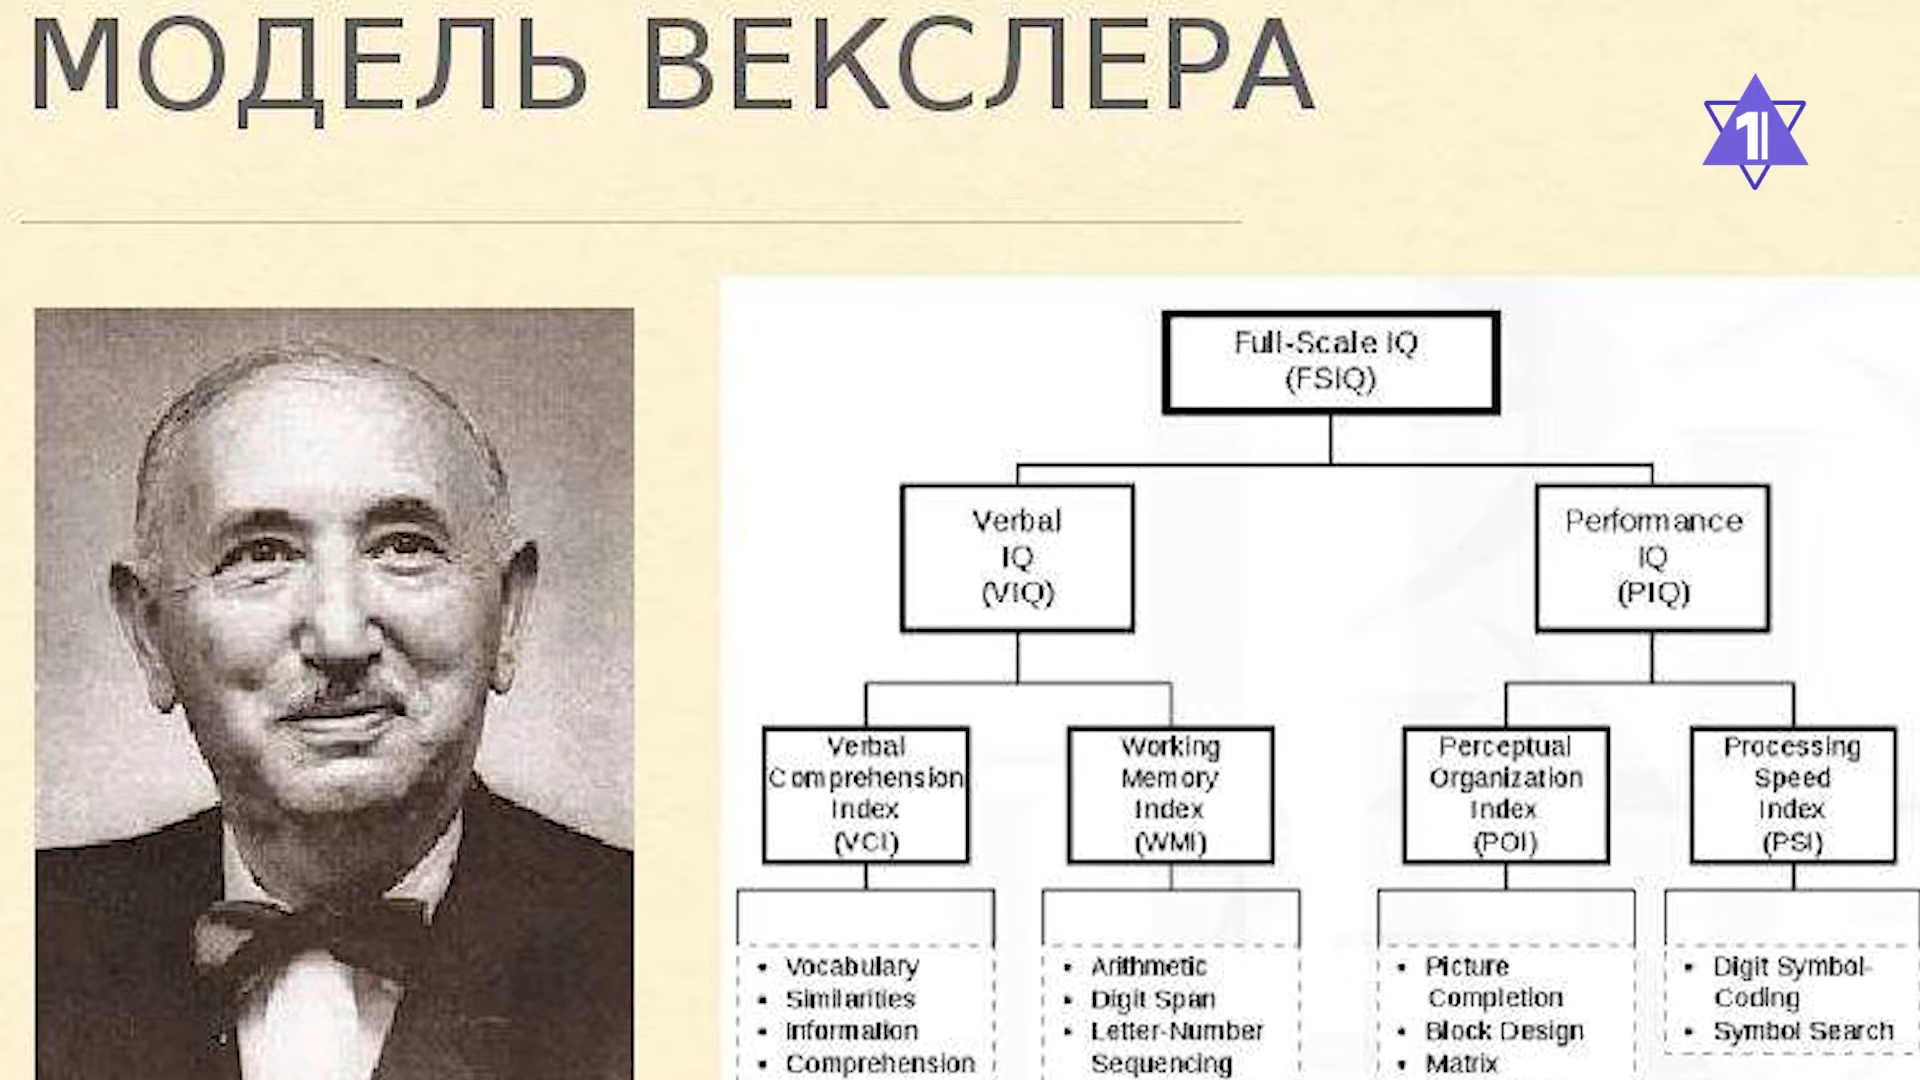 МОДЕЛЬ ВЕКСЛЕРА
1
Full-Scale IQ
(FSIQ)
Verbal
IQ
(VIQ)
Performance
IQ
(PIQ)
Verbal
Comprehension
Index
(VCI)
Working
Memory
Index
(WMI)
Perceptual
Organization
Index
(POI)
Processing
Speed
Index
(PSI)
• Vocabulary
• Similarities
• Information
• Comprehension
• Arithmetic
• Digit Span
• Letter-Number
Sequencing
• Picture
Completion
• Block Design
• Matrix
• Digit Symbol-
Coding
• Symbol Search